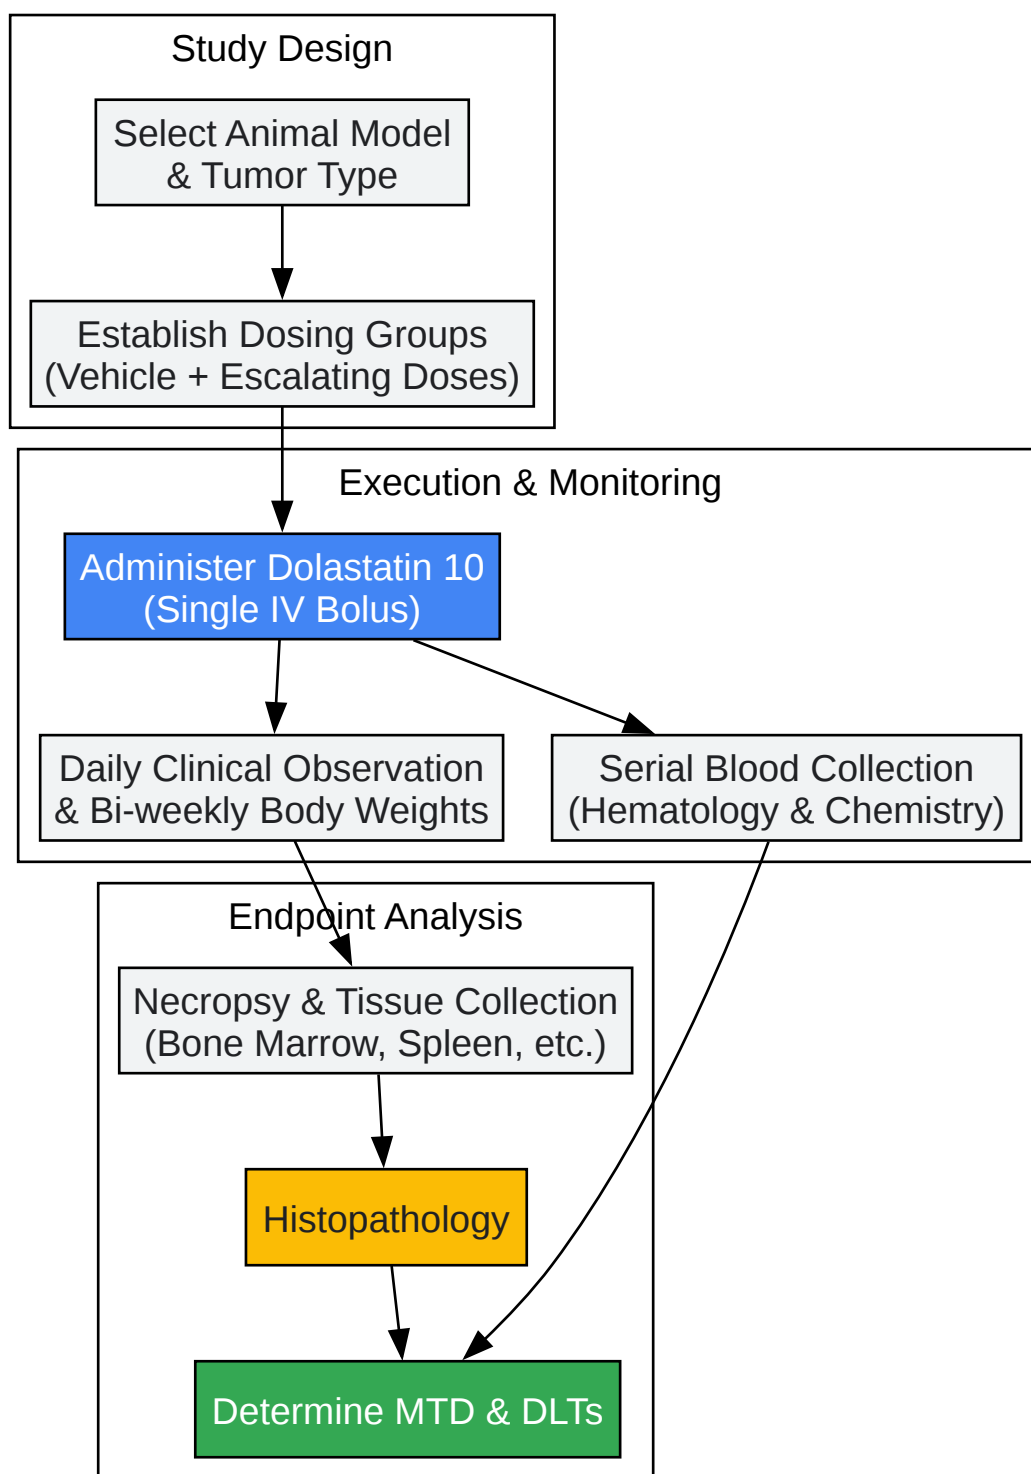 Study Design
Select Animal Model
& Tumor Type
Establish Dosing Groups
(Vehicle + Escalating Doses)
Execution & Monitoring
Administer Dolastatin 10
(Single IV Bolus)
Daily Clinical Observation
& Bi-weekly Body Weights
Serial Blood Collection
(Hematology & Chemistry)
Endpoint Analysis
Necropsy & Tissue Collection
(Bone Marrow, Spleen, etc.)
Histopathology
Determine MTD & DLTs